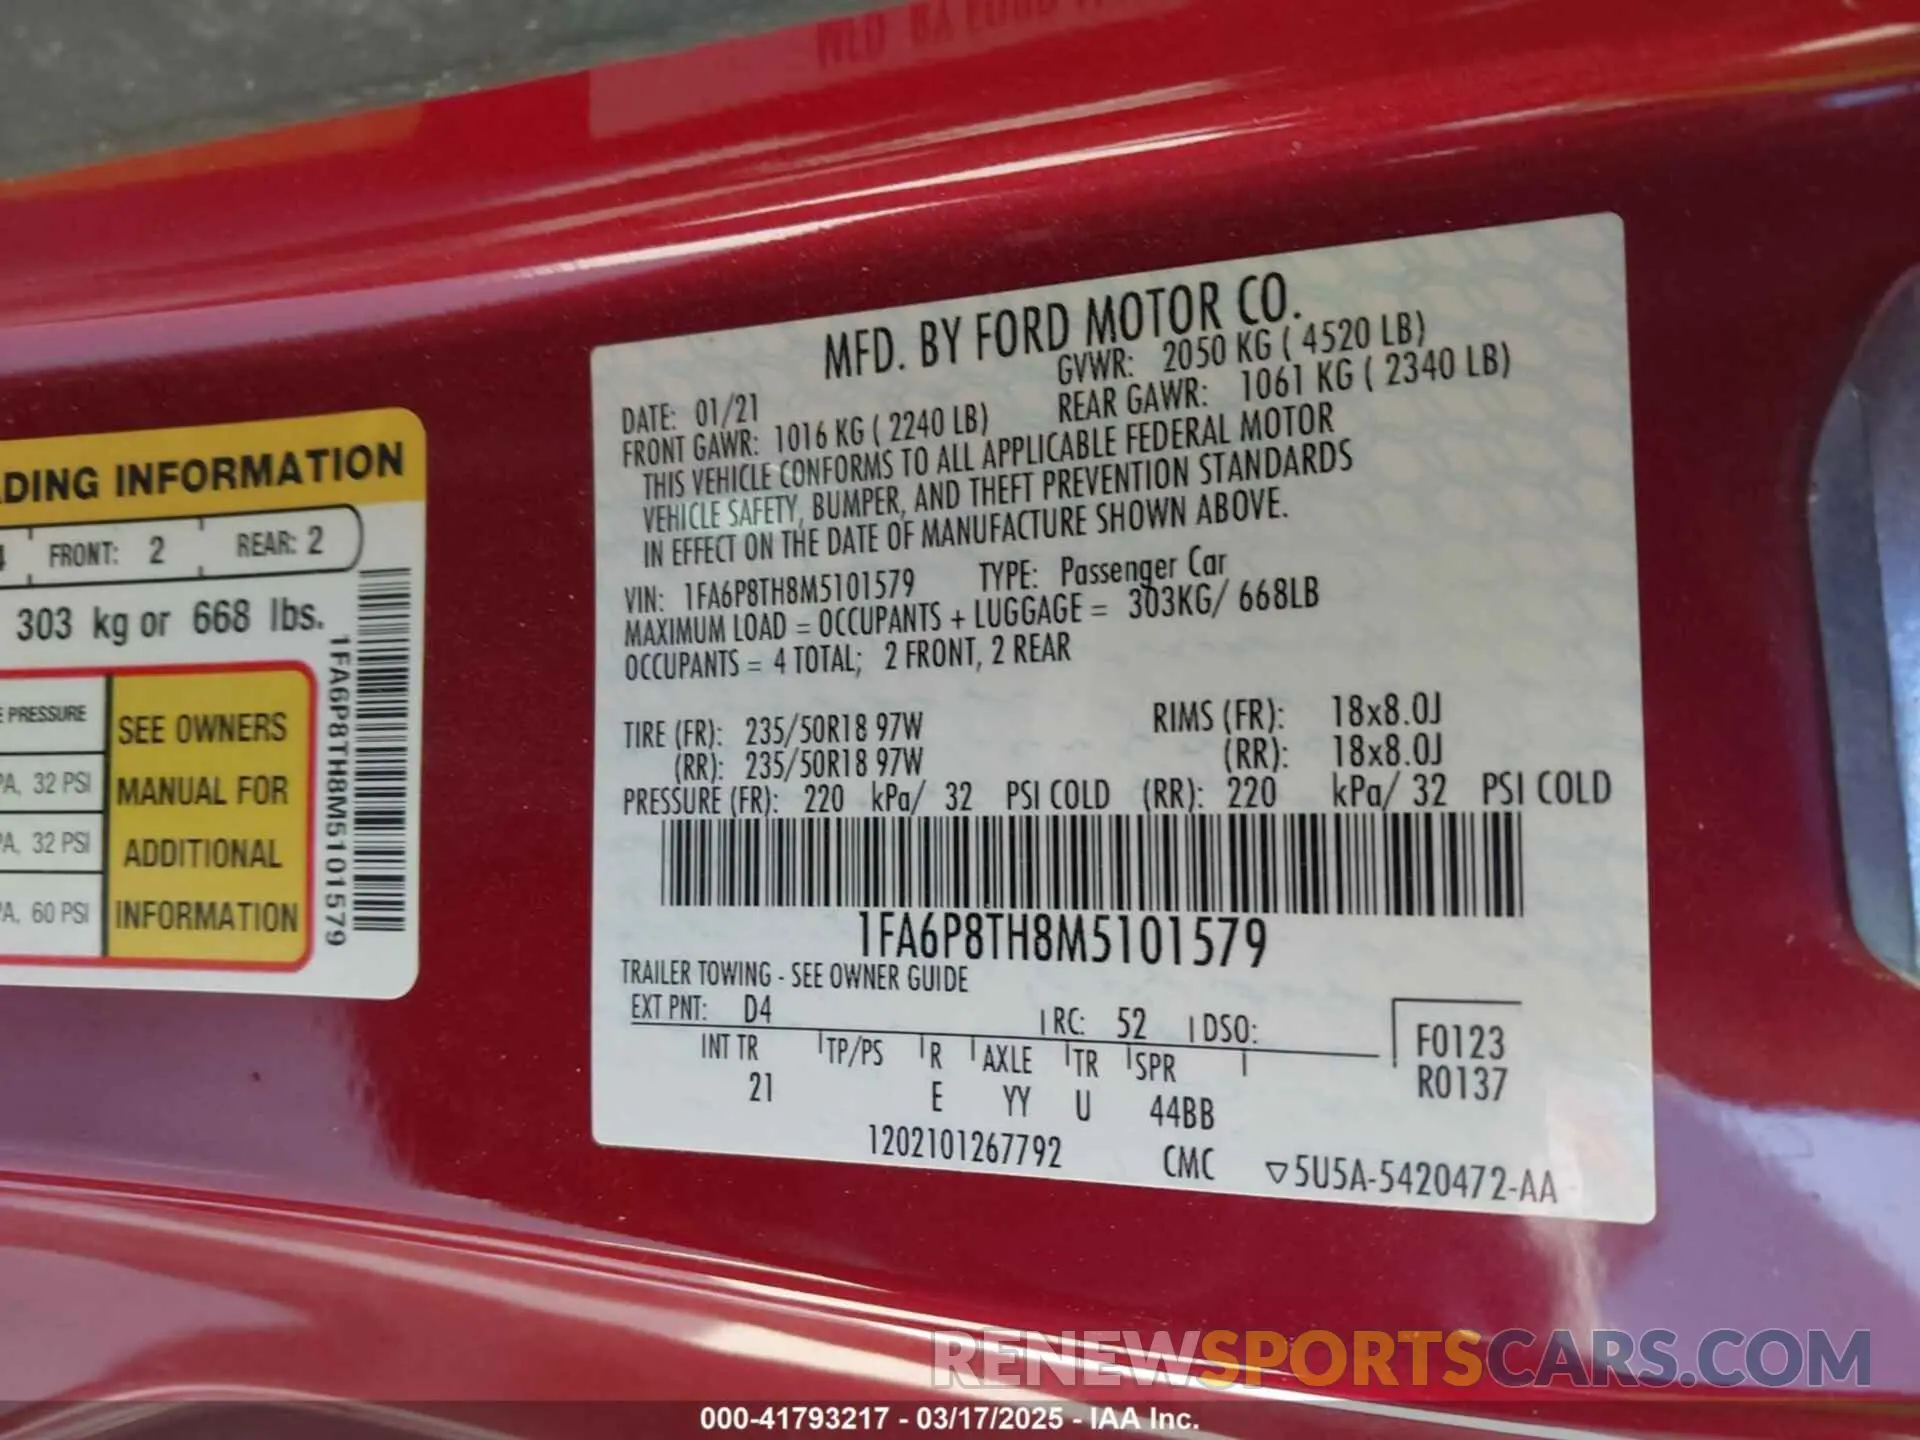 MFD. BY FORD MOTOR CO.
DATE: 01/21 GVWR: 2050 KG ( 4520 LB)
FRONT GAWR: 1016 KG ( 2240 LB) REAR GAWR: 1061 KG ( 2340 LB)
THIS VEHICLE CONFORMS TO ALL APPLICABLE FEDERAL MOTOR
VEHICLE SAFETY, BUMPER, AND THEFT PREVENTION STANDARDS
IN EFFECT ON THE DATE OF MANUFACTURE SHOWN ABOVE.
VIN: 1FA6P8TH8M5101579 TYPE: Passenger Car
MAXIMUM LOAD = OCCUPANTS + LUGGAGE = 303KG/ 668LB
OCCUPANTS = 4 TOTAL; 2 FRONT, 2 REAR
TIRE (FR): 235/50R18 97W RIMS (FR): 18x8.0J
(RR): 235/50R18 97W (RR): 18x8.0J
PRESSURE (FR): 220 kPa/ 32 PSI COLD (RR): 220 kPa/ 32 PSI COLD
1FA6P8TH8M5101579
TRAILER TOWING - SEE OWNER GUIDE
EXT PNT: D4 RC: 52 DSO:
INT TR TP/PS R AXLE TR SPR
21 E YY U 44BB
F0123
R0137
1202101267792 CMC 5U5A-5420472-AA
DING INFORMATION
4 FRONT: 2 REAR: 2
303 kg or 668 lbs.
E PRESSURE
PA, 32 PSI
PA, 32 PSI
PA, 60 PSI
SEE OWNERS
MANUAL FOR
ADDITIONAL
INFORMATION
1FA6P8TH8M5101579
RENEWSPORTSCARS.COM
000-41793217 - 03/17/2025 - IAA Inc.